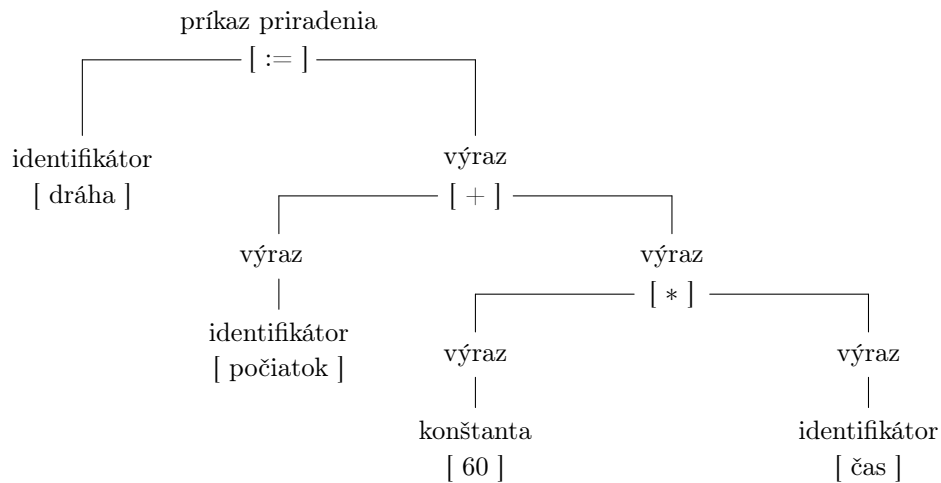 príkaz priradenia
[ := ]
identifikátor
[ dráha ]
výraz
[ + ]
výraz
identifikátor
[ počiatok ]
výraz
[ ∗ ]
výraz
konštanta
[ 60 ]
výraz
identifikátor
[ čas ]